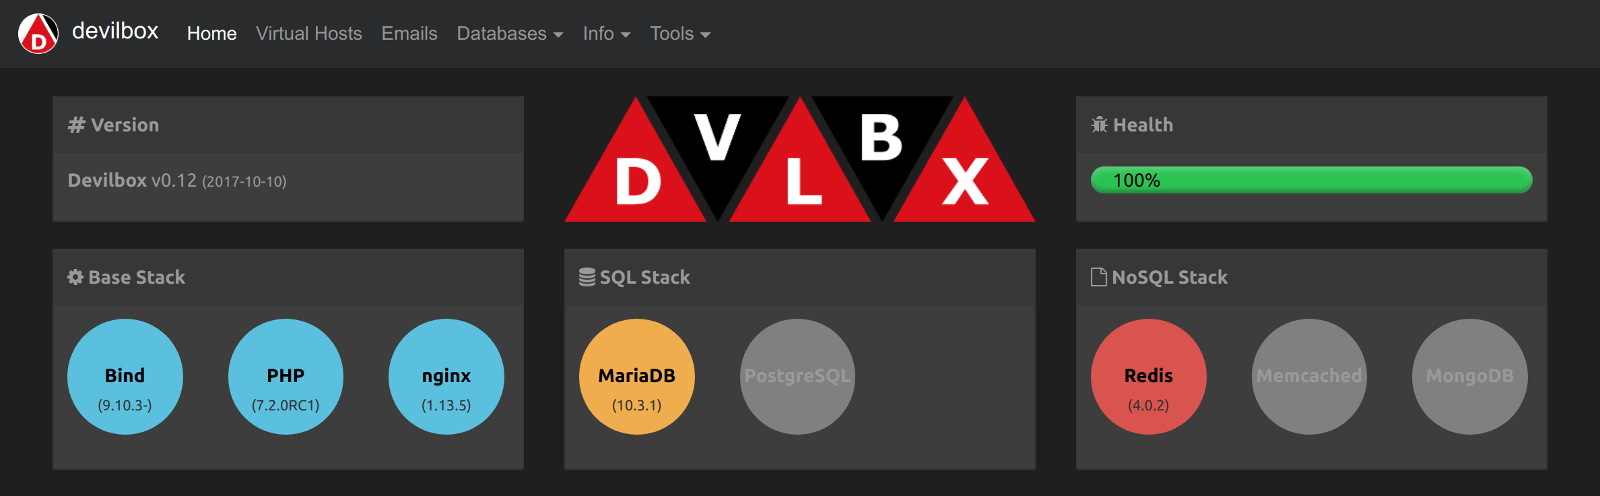 D devilbox Home Virtual Hosts Emails Databases Info Tools
# Version
Devilbox v0.12 (2017-10-10)
D V L B X
Health
100%
Base Stack
Bind
(9.10.3-)
PHP
(7.2.0RC1)
nginx
(1.13.5)
SQL Stack
MariaDB
(10.3.1)
PostgreSQL
NoSQL Stack
Redis
(4.0.2)
Memcached
MongoDB